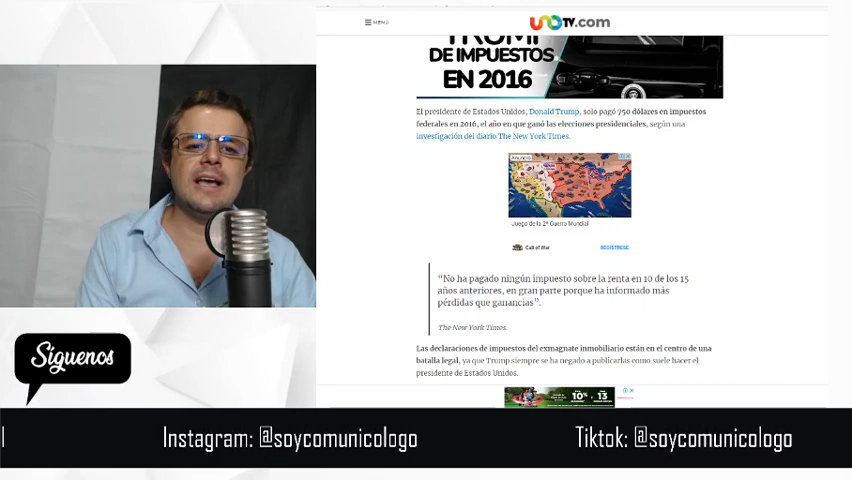 MENÚ
UNOTV.com
TRUMP
DE IMPUESTOS
EN 2016
El presidente de Estados Unidos, Donald Trump, solo pagó 750 dólares en impuestos
federales en 2016, el año en que ganó las elecciones presidenciales, según una
investigación del diario The New York Times.
Anuncio
Juego de la 2ª Guerra Mundial
Call of War
REGÍSTRESE
“No ha pagado ningún impuesto sobre la renta en 10 de los 15
años anteriores, en gran parte porque ha informado más
pérdidas que ganancias”.
The New York Times.
Las declaraciones de impuestos del exmagnate inmobiliario están en el centro de una
batalla legal, ya que Trump siempre se ha negado a publicarlas como suele hacer el
presidente de Estados Unidos.
10%
13
Síguenos
Instagram: @soycomunicologo
Tiktok: @soycomunicologo